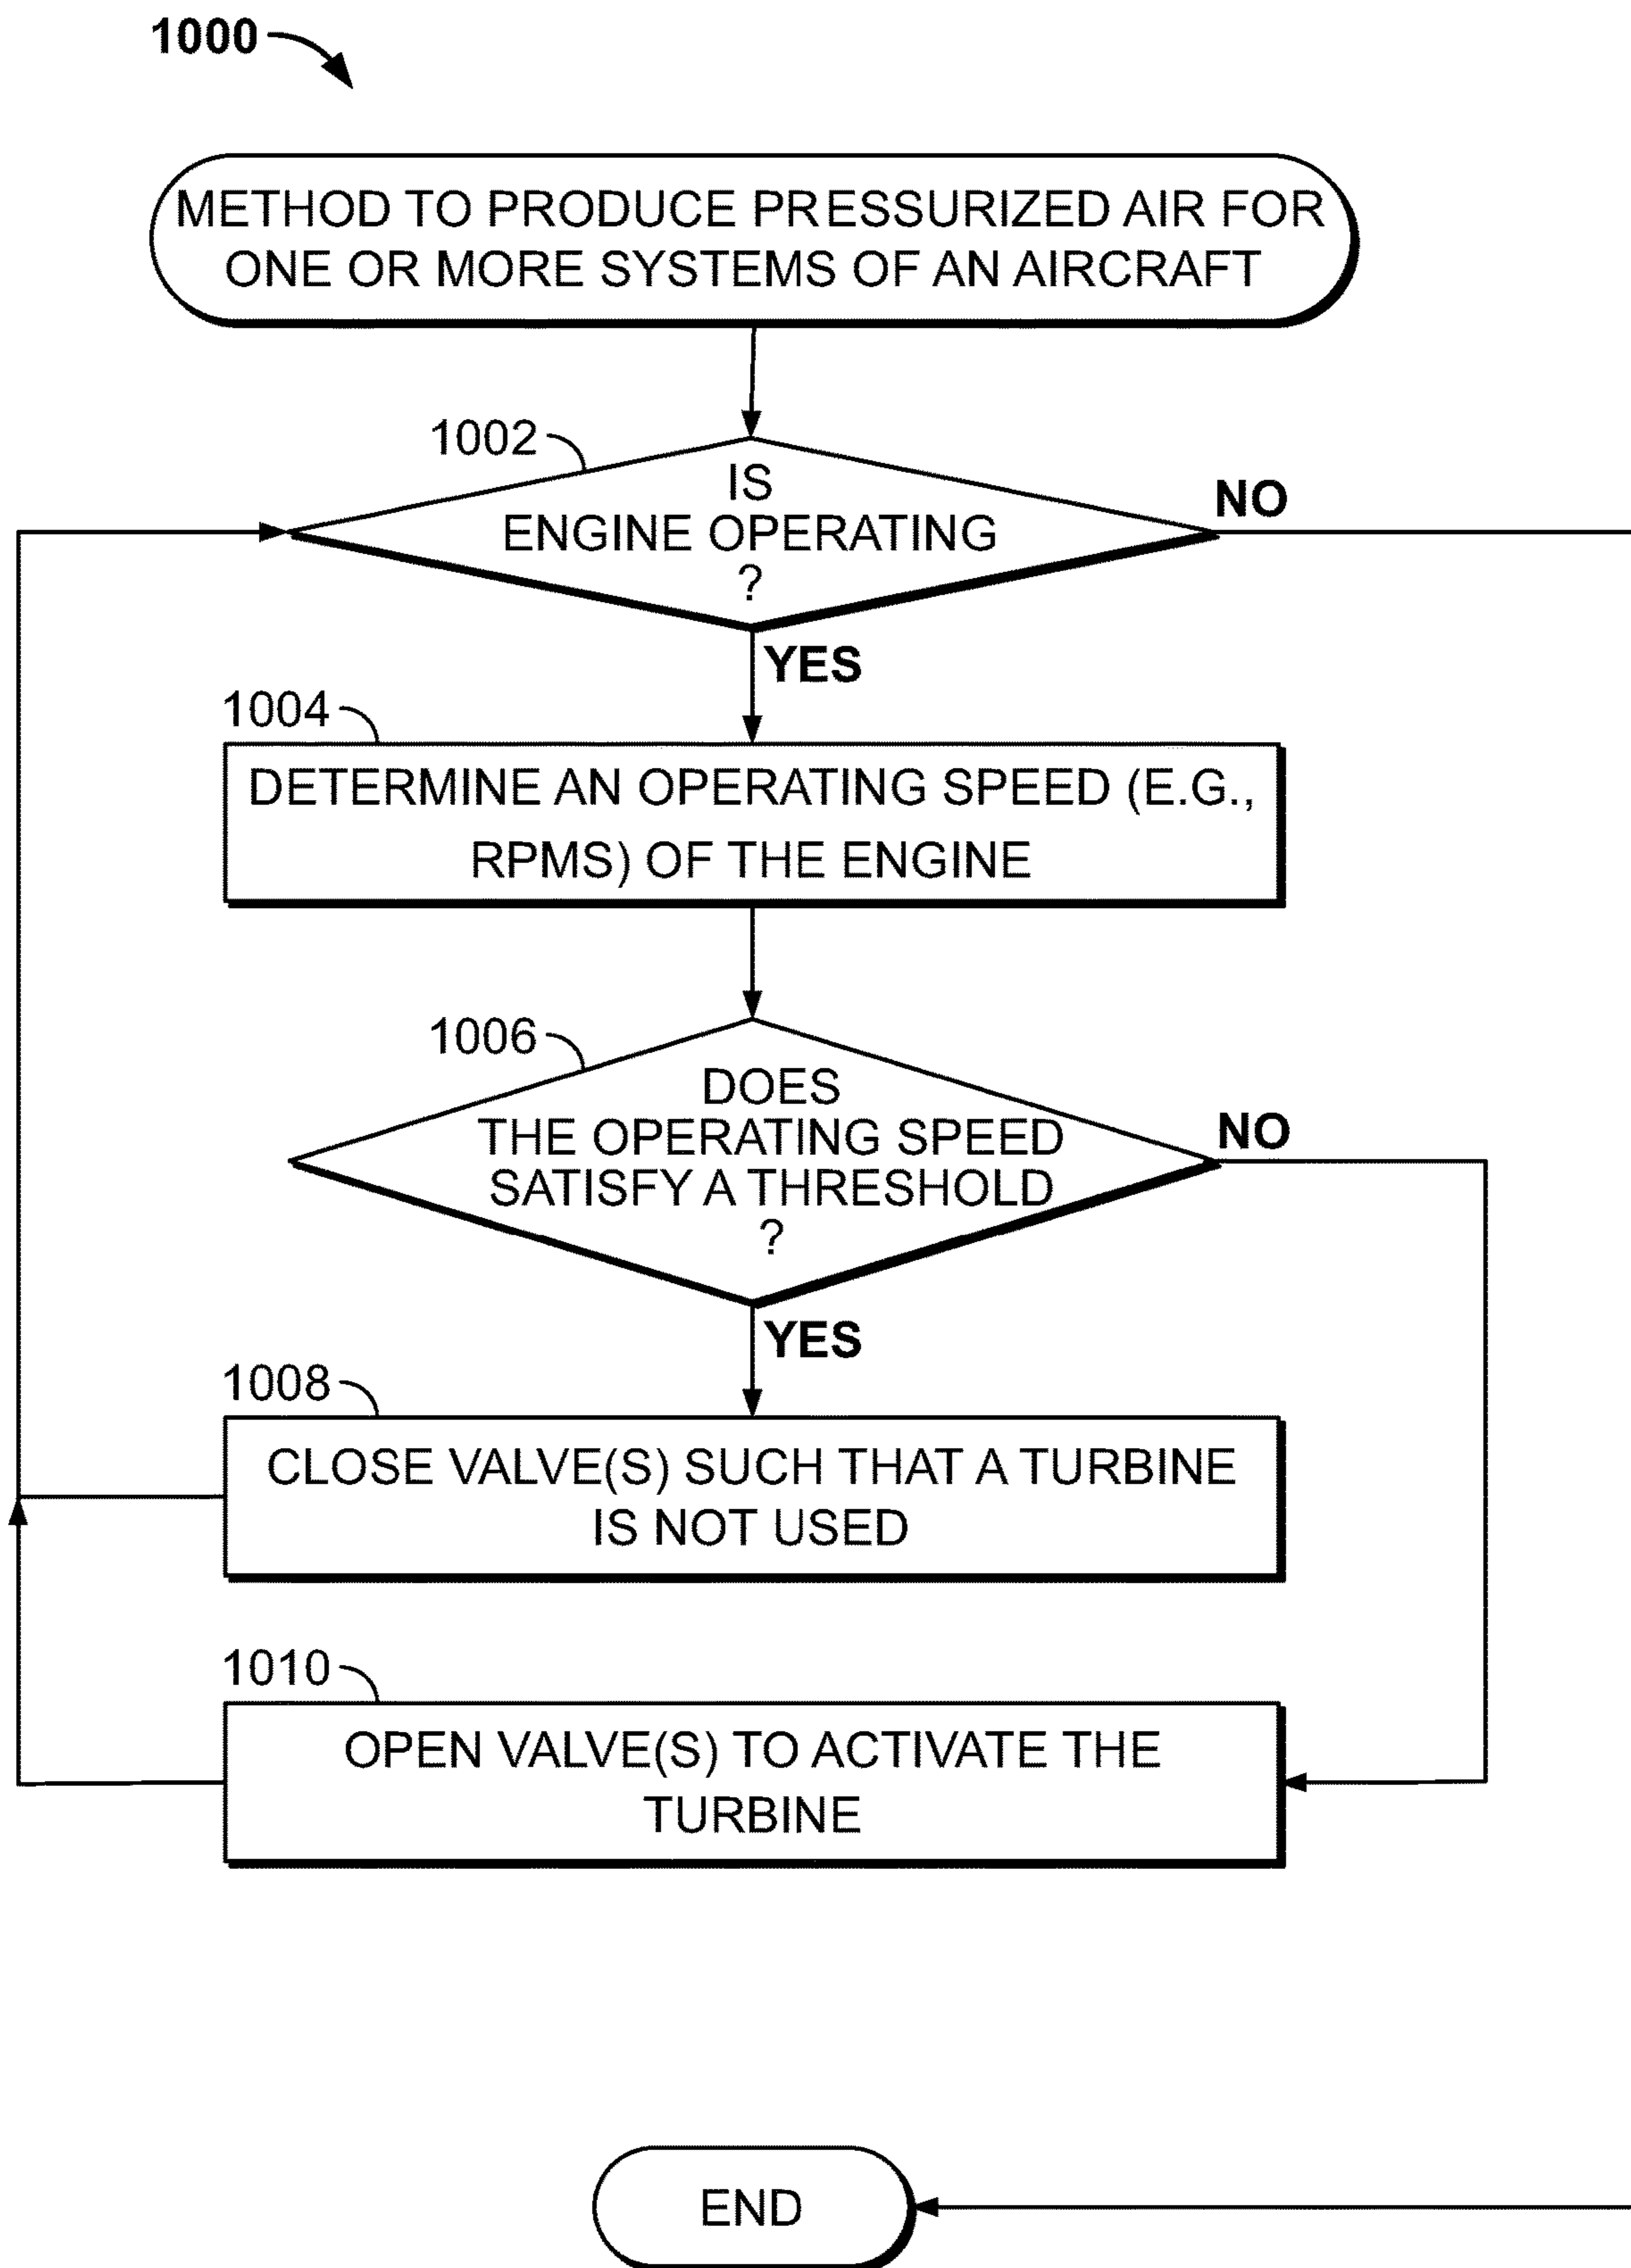 1000
METHOD TO PRODUCE PRESSURIZED AIR FOR
ONE OR MORE SYSTEMS OF AN AIRCRAFT
1002
IS
ENGINE OPERATING
?
NO
YES
1004
DETERMINE AN OPERATING SPEED (E.G.,
RPMS) OF THE ENGINE
1006
DOES
THE OPERATING SPEED
SATISFY A THRESHOLD
?
NO
YES
1008
CLOSE VALVE(S) SUCH THAT A TURBINE
IS NOT USED
1010
OPEN VALVE(S) TO ACTIVATE THE
TURBINE
END